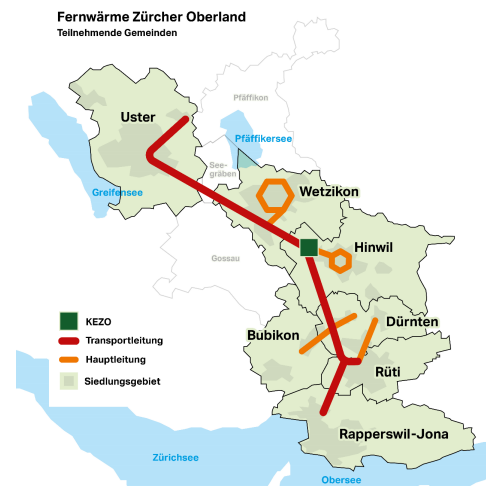 Fernwärme Zürcher Oberland
Teilnehmende Gemeinden
Pfäffikon
Uster
Pfäffikersee
See-
gräben
Greifensee
Wetzikon
Hinwil
Gossau
KEZO
Transportleitung
Hauptleitung
Siedlungsgebiet
Bubikon
Dürnten
Rüti
Rapperswil-Jona
Zürichsee
Obersee